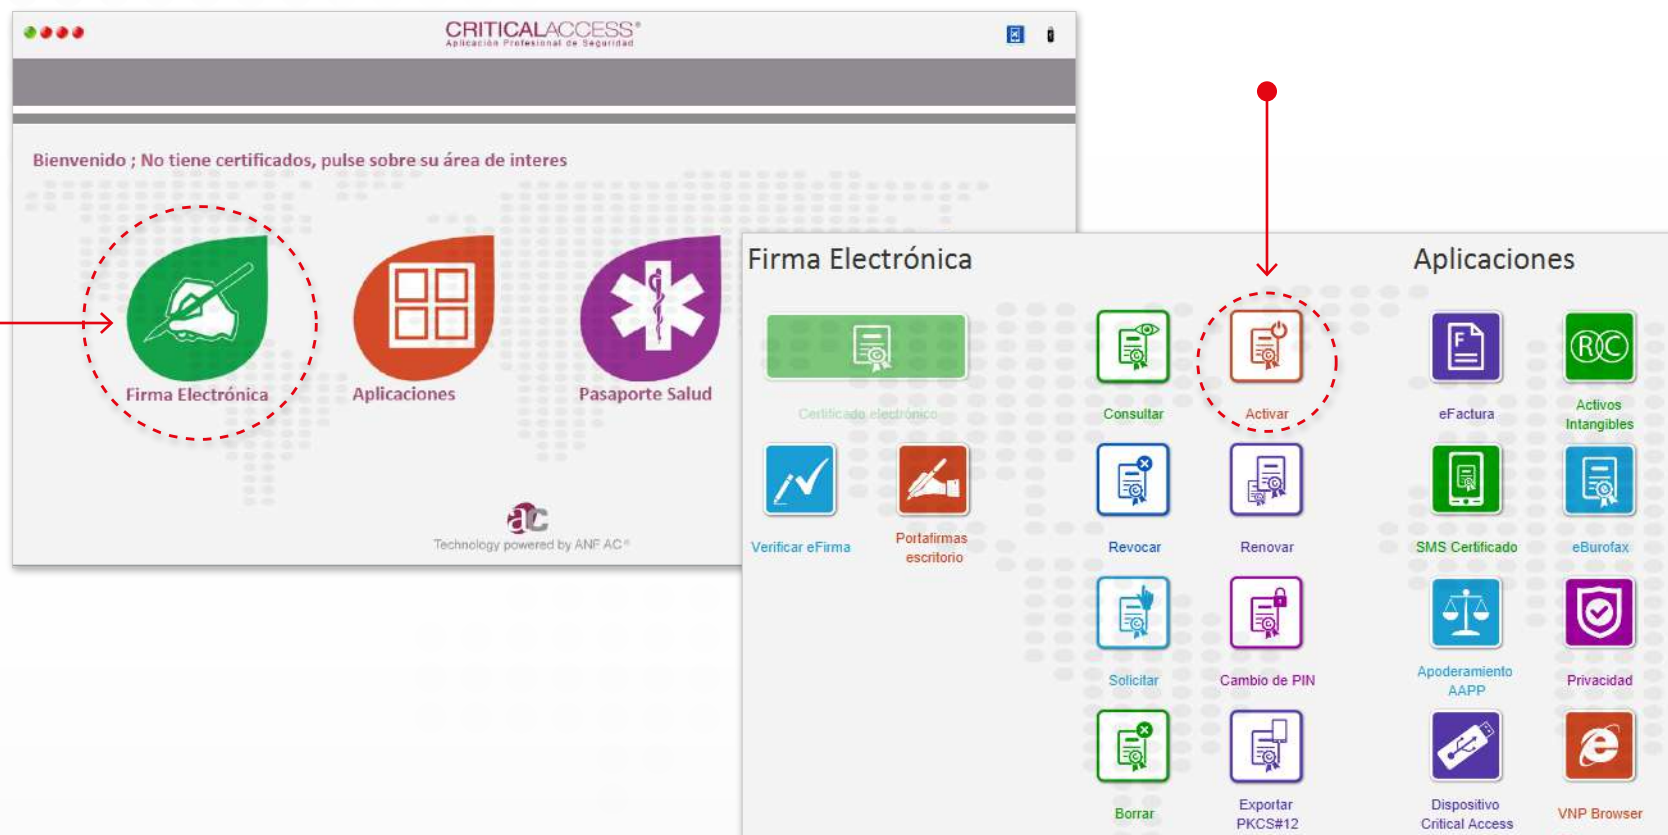 CRITICALACCESS®
Aplicación Profesional de Seguridad
Bienvenido ; No tiene certificados, pulse sobre su área de interes
Firma Electrónica
Aplicaciones
Pasaporte Salud
ac
Technology powered by ANF AC®
Firma Electrónica
Aplicaciones
Certificado electrónico
Consultar
Activar
F
eFactura
RC
Activos
Intangibles
Verificar eFirma
Portafirmas
escritorio
Revocar
Renovar
SMS Certificado
eBurofax
Solicitar
Cambio de PIN
Apoderamiento
AAPP
Privacidad
Borrar
Exportar
PKCS#12
Dispositivo
Critical Access
VNP Browser